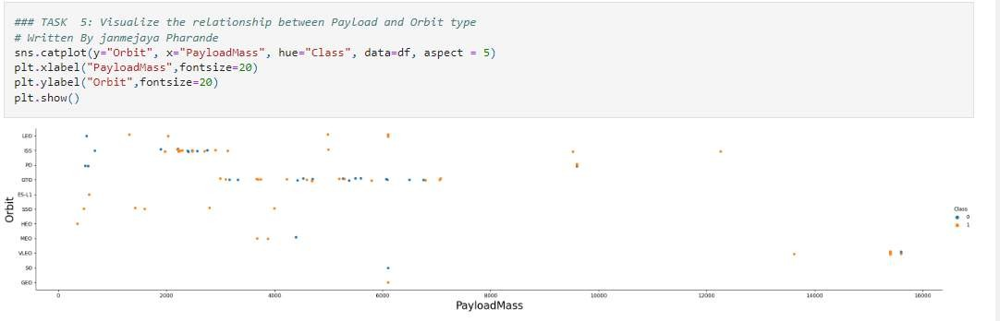 ### TASK  5: Visualize the relationship between Payload and Orbit type
# Written By janmejaya Pharande
sns.catplot(y="Orbit", x="PayloadMass", hue="Class", data=df, aspect = 5)
plt.xlabel("PayloadMass",fontsize=20)
plt.ylabel("Orbit",fontsize=20)
plt.show()
LEO
ISS
PO
GTO
ES-L1
SSO
HEO
MEO
VLEO
SO
GEO
Orbit
Class
0
1
0 2000 4000 6000 8000 10000 12000 14000 16000
PayloadMass